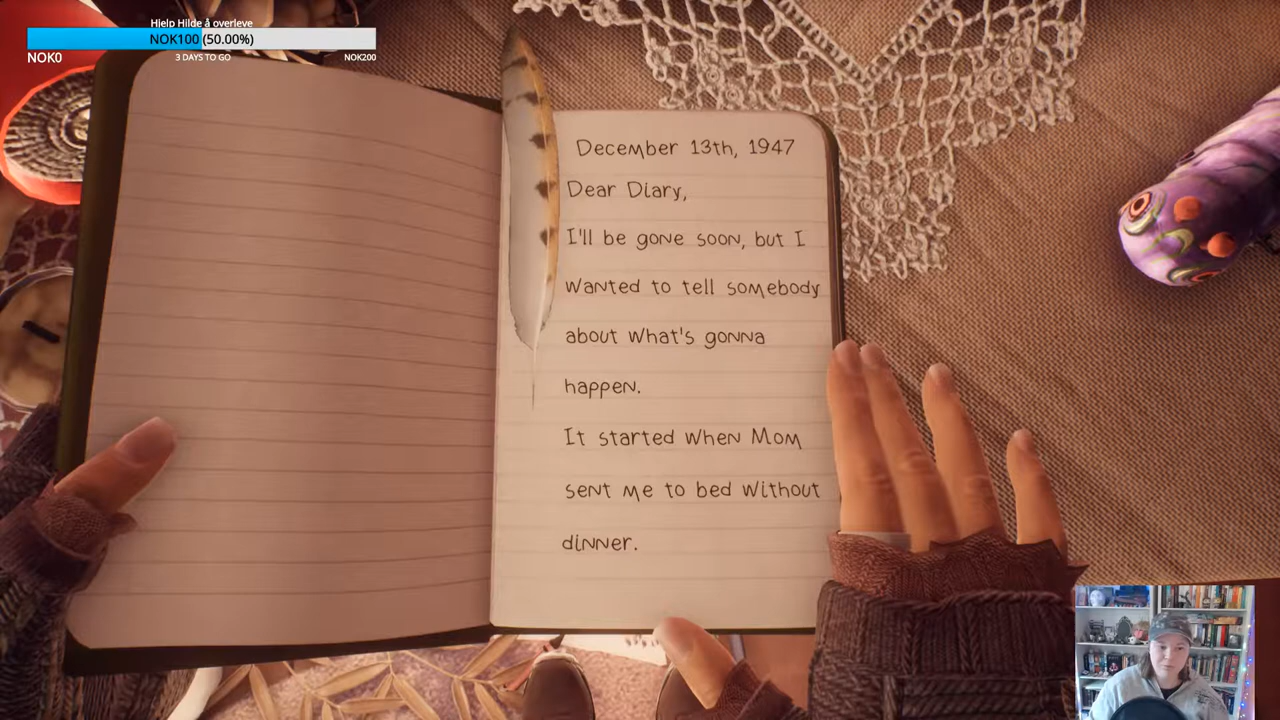 Hjelp Hilde å overleve
NOK100 (50.00%)
NOK0
3 DAYS TO GO
NOK200
December 13th, 1947
Dear Diary,
I'll be gone soon, but I
wanted to tell somebody
about what's gonna
happen.
It started when Mom
sent me to bed without
dinner.